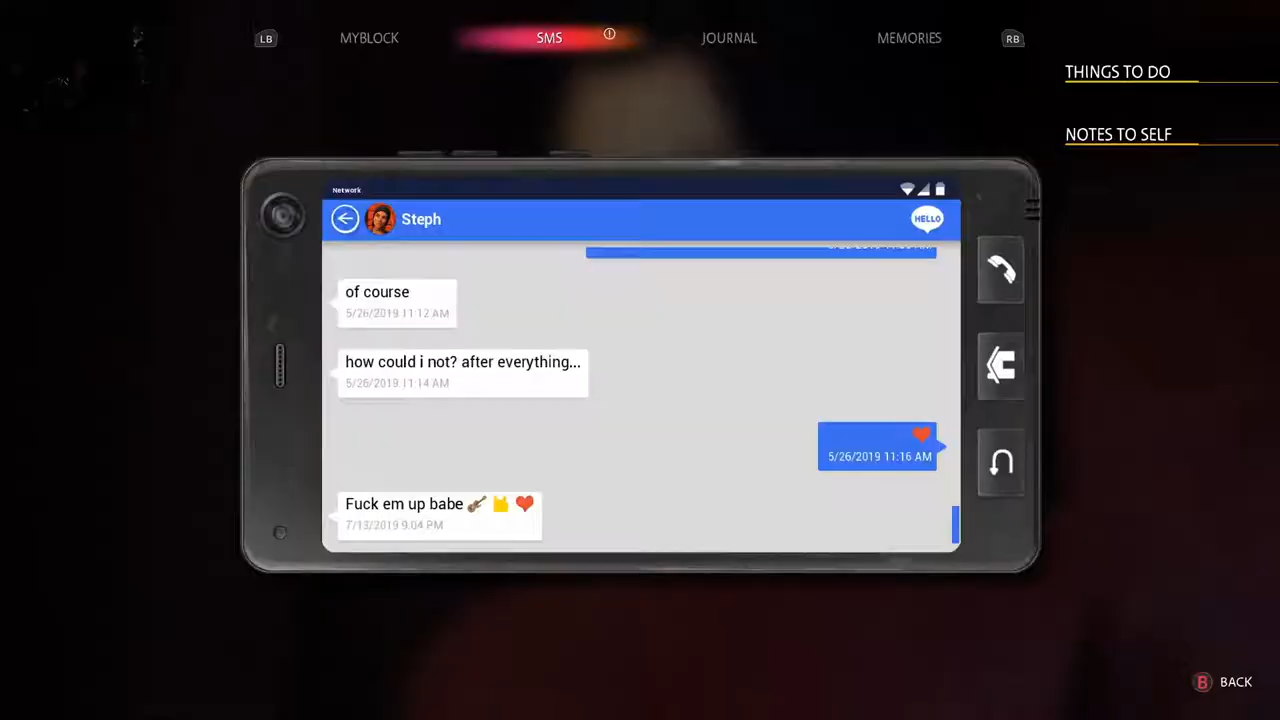 LB
MYBLOCK
SMS
JOURNAL
MEMORIES
RB
THINGS TO DO
NOTES TO SELF
Network
Steph
HELLO
of course
5/26/2019 11:12 AM
how could i not? after everything...
5/26/2019 11:14 AM
5/26/2019 11:16 AM
Fuck em up babe
7/13/2019 9:04 PM
B BACK